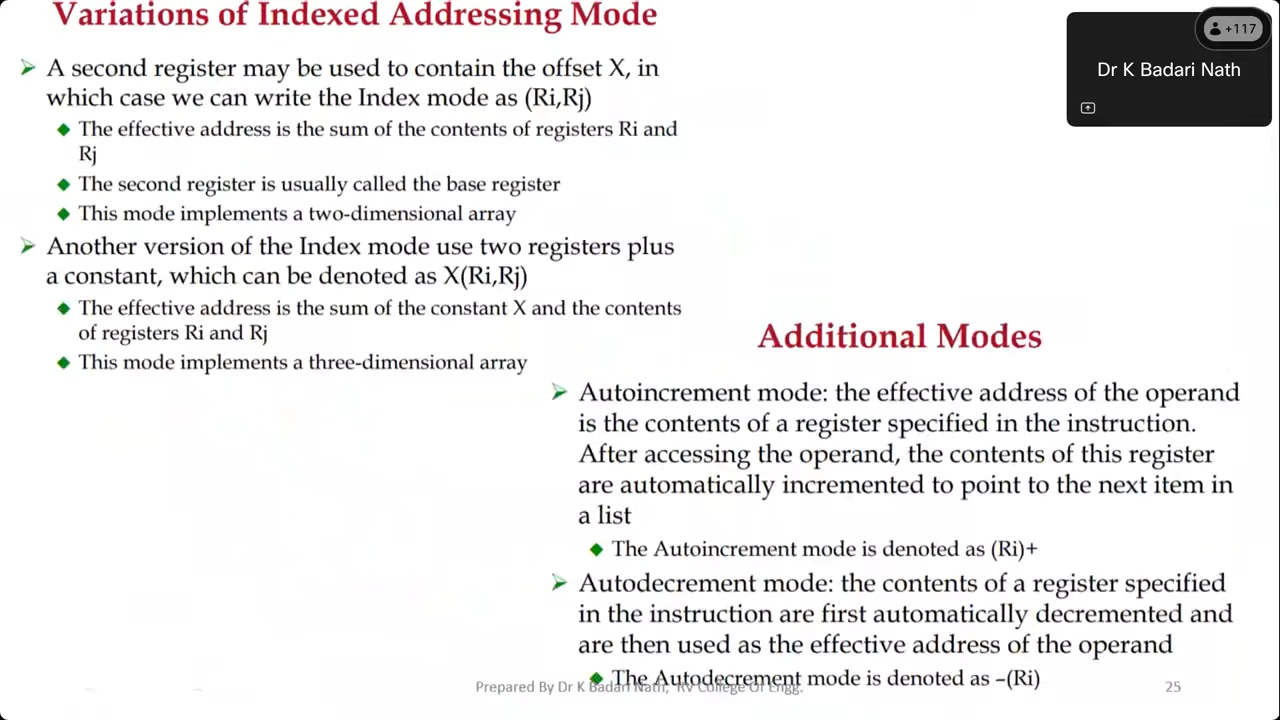 Variations of Indexed Addressing Mode
➢ A second register may be used to contain the offset X, in
which case we can write the Index mode as (Ri,Rj)
◆ The effective address is the sum of the contents of registers Ri and
Rj
◆ The second register is usually called the base register
◆ This mode implements a two-dimensional array
➢ Another version of the Index mode use two registers plus
a constant, which can be denoted as X(Ri,Rj)
◆ The effective address is the sum of the constant X and the contents
of registers Ri and Rj
◆ This mode implements a three-dimensional array
+117
Dr K Badari Nath
Additional Modes
➢ Autoincrement mode: the effective address of the operand
is the contents of a register specified in the instruction.
After accessing the operand, the contents of this register
are automatically incremented to point to the next item in
a list
◆ The Autoincrement mode is denoted as (Ri)+
➢ Autodecrement mode: the contents of a register specified
in the instruction are first automatically decremented and
are then used as the effective address of the operand
◆ The Autodecrement mode is denoted as –(Ri)
Prepared By Dr K Badari Nath, RV College Of Engg.
25